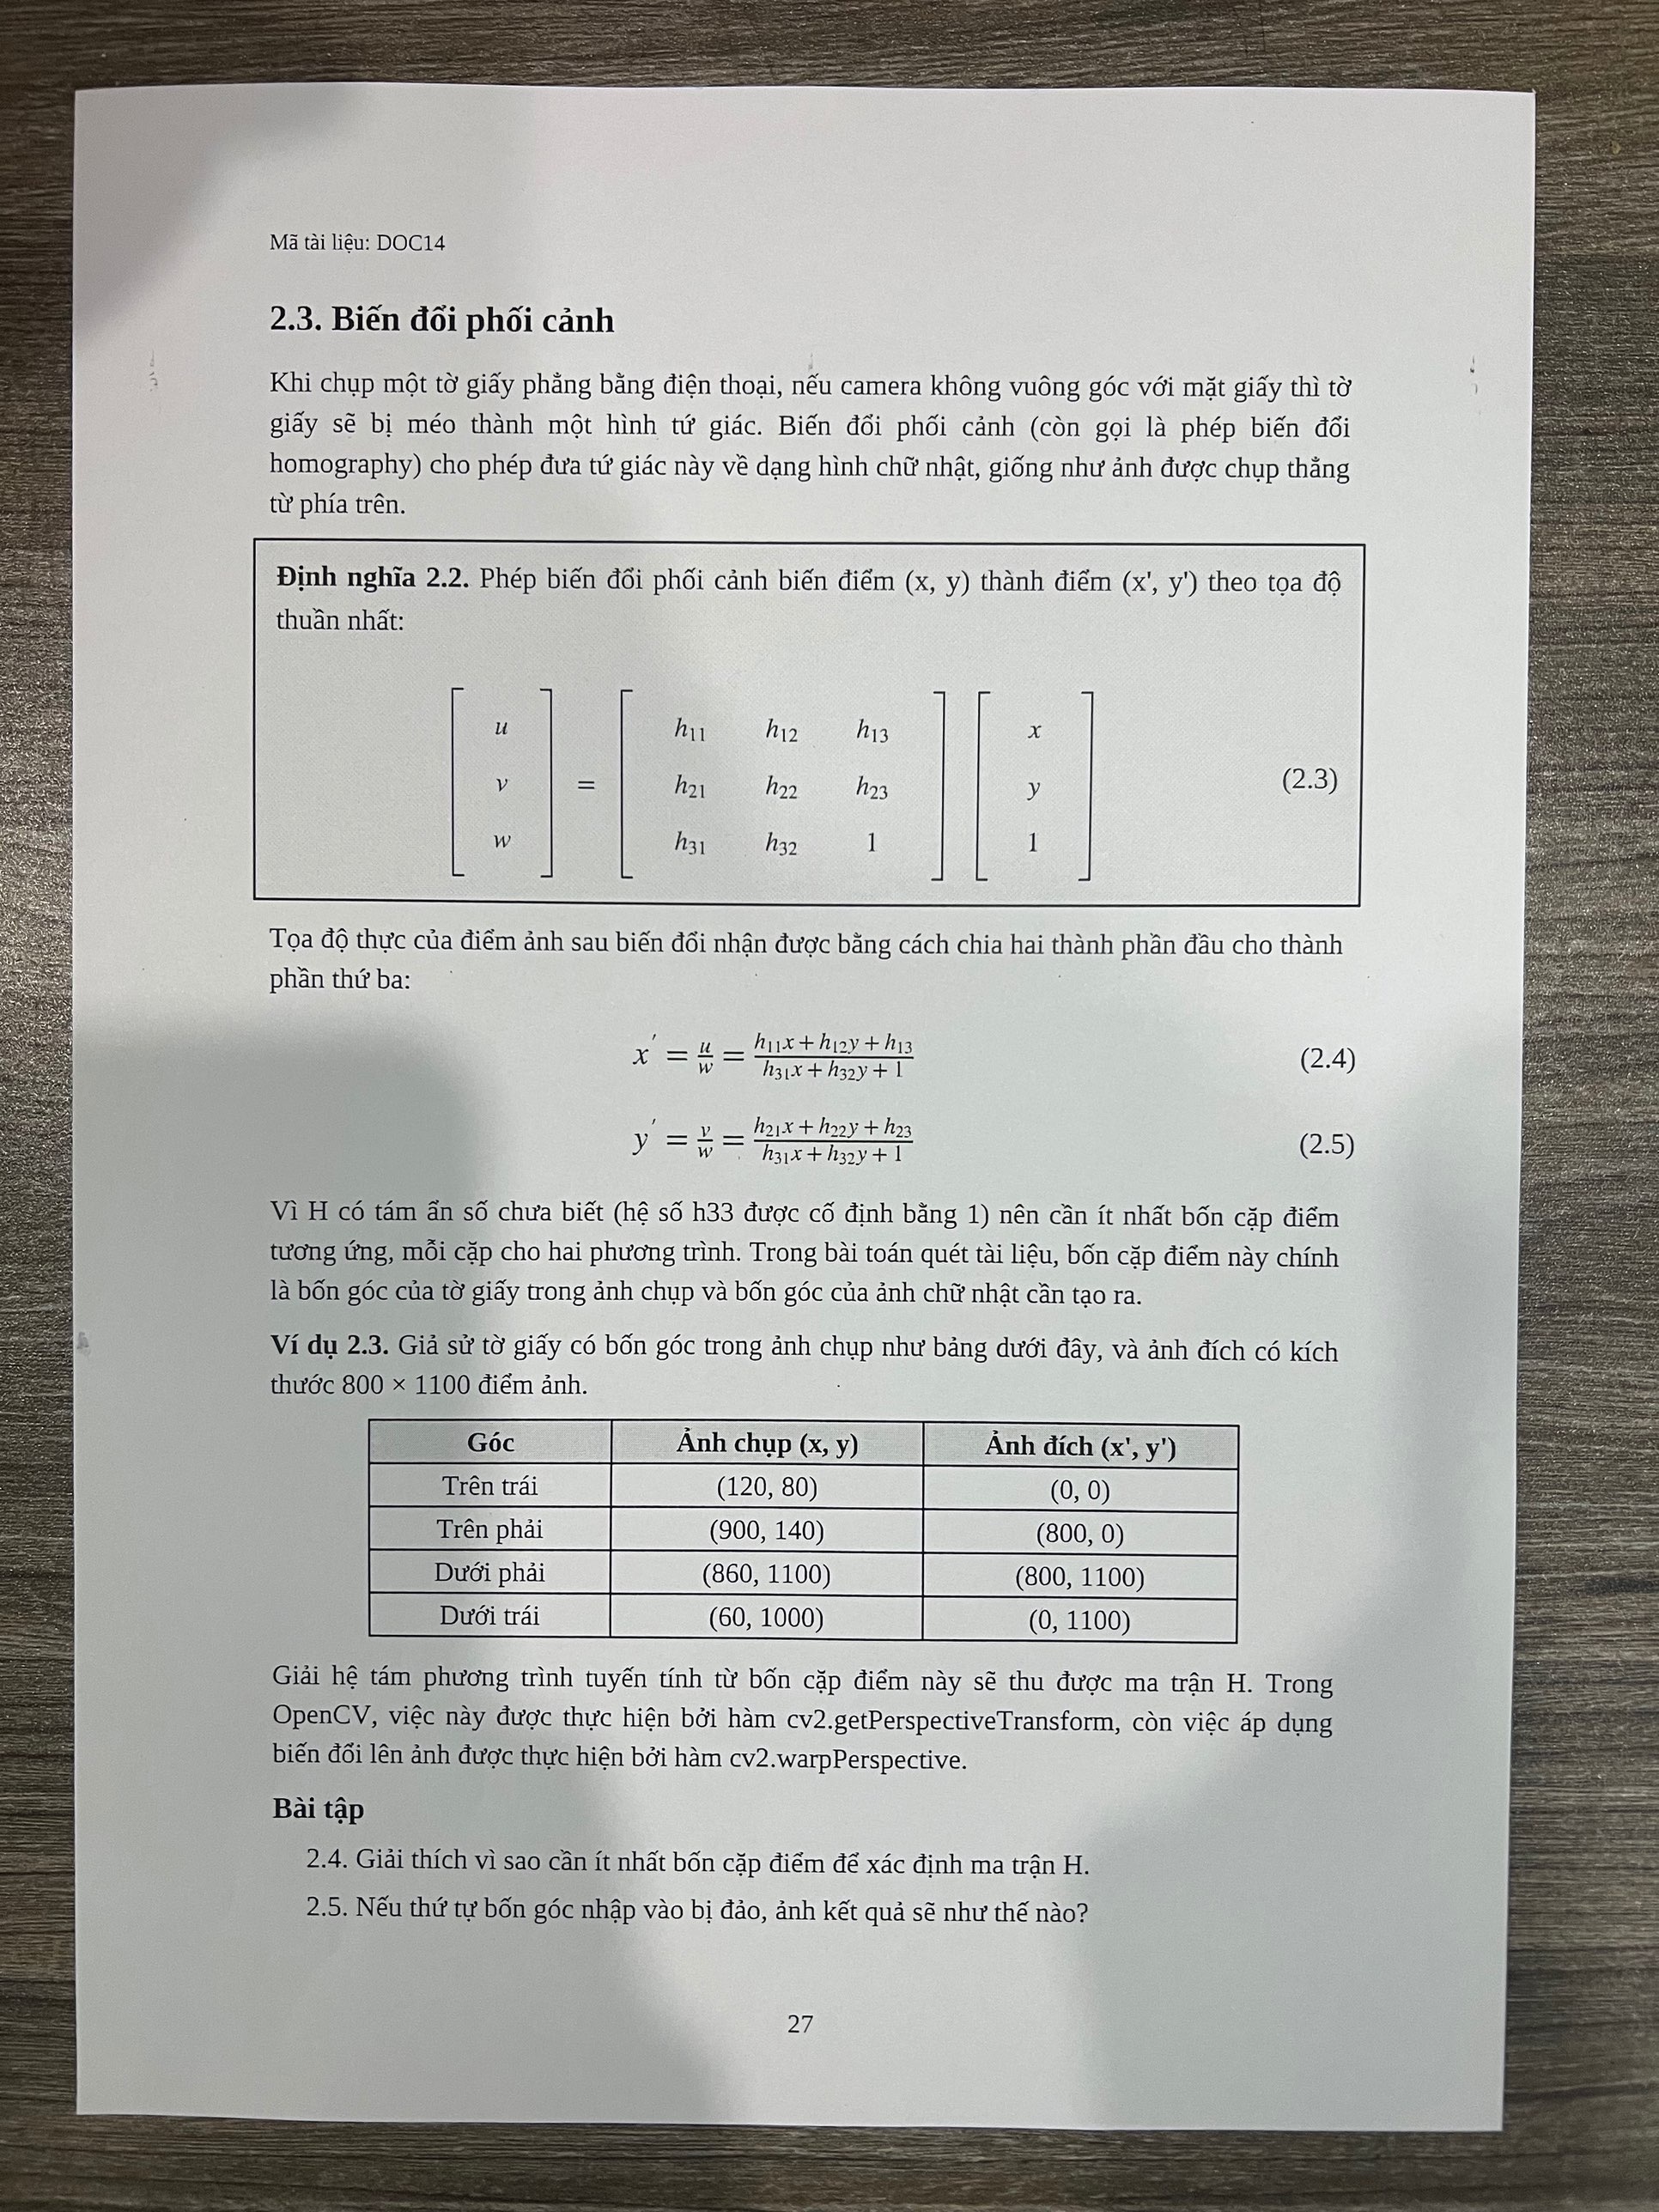 Mã tài liệu: DOC14
2.3. Biến đổi phối cảnh
Khi chụp một tờ giấy phẳng bằng điện thoại, nếu camera không vuông góc với mặt giấy thì tờ
giấy sẽ bị méo thành một hình tứ giác. Biến đổi phối cảnh (còn gọi là phép biến đổi
homography) cho phép đưa tứ giác này về dạng hình chữ nhật, giống như ảnh được chụp thẳng
từ phía trên.
Định nghĩa 2.2. Phép biến đổi phối cảnh biến điểm (x, y) thành điểm (x', y') theo tọa độ
thuần nhất:
[u v w] = [h11 h12 h13; h21 h22 h23; h31 h32 1] [x y 1] (2.3)
Tọa độ thực của điểm ảnh sau biến đổi nhận được bằng cách chia hai thành phần đầu cho thành
phần thứ ba:
x' = u/w = (h11x + h12y + h13)/(h31x + h32y + 1) (2.4)
y' = v/w = (h21x + h22y + h23)/(h31x + h32y + 1) (2.5)
Vì H có tám ẩn số chưa biết (hệ số h33 được cố định bằng 1) nên cần ít nhất bốn cặp điểm
tương ứng, mỗi cặp cho hai phương trình. Trong bài toán quét tài liệu, bốn cặp điểm này chính
là bốn góc của tờ giấy trong ảnh chụp và bốn góc của ảnh chữ nhật cần tạo ra.
Ví dụ 2.3. Giả sử tờ giấy có bốn góc trong ảnh chụp như bảng dưới đây, và ảnh đích có kích
thước 800 × 1100 điểm ảnh.
Góc Ảnh chụp (x, y) Ảnh đích (x', y')
Trên trái (120, 80) (0, 0)
Trên phải (900, 140) (800, 0)
Dưới phải (860, 1100) (800, 1100)
Dưới trái (60, 1000) (0, 1100)
Giải hệ tám phương trình tuyến tính từ bốn cặp điểm này sẽ thu được ma trận H. Trong
OpenCV, việc này được thực hiện bởi hàm cv2.getPerspectiveTransform, còn việc áp dụng
biến đổi lên ảnh được thực hiện bởi hàm cv2.warpPerspective.
Bài tập
2.4. Giải thích vì sao cần ít nhất bốn cặp điểm để xác định ma trận H.
2.5. Nếu thứ tự bốn góc nhập vào bị đảo, ảnh kết quả sẽ như thế nào?
27